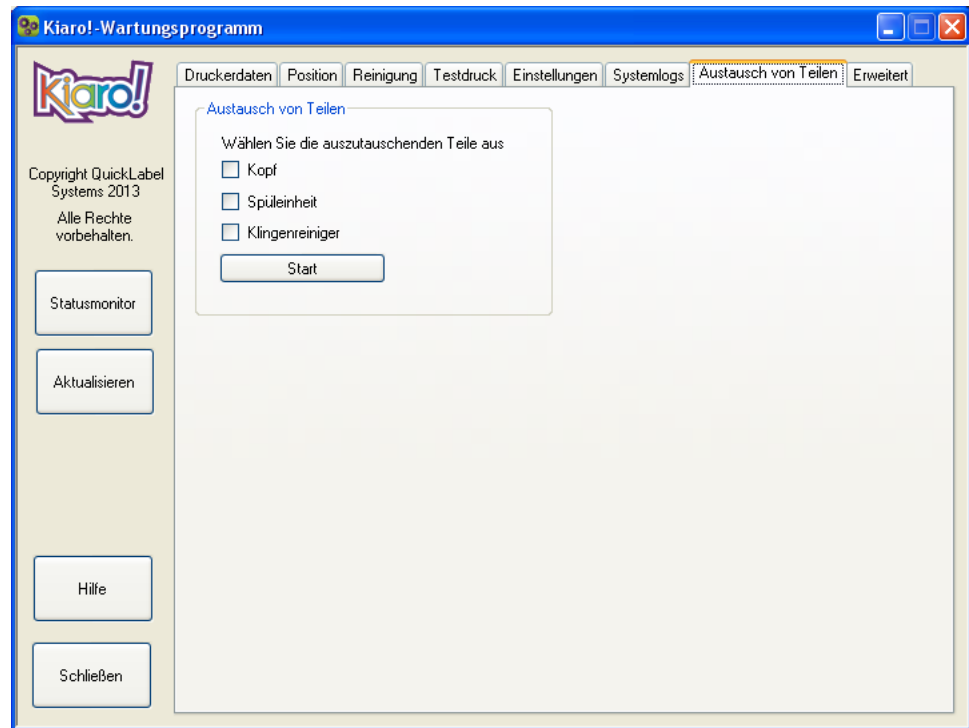 Kiaro!-Wartungsprogramm
Kiaro!
Druckerdaten Position Reinigung Testdruck Einstellungen Systemlogs Austausch von Teilen Erweitert
Austausch von Teilen
Wählen Sie die auszutauschenden Teile aus
Kopf
Spüleinheit
Klingenreiniger
Start
Copyright QuickLabel
Systems 2013
Alle Rechte
vorbehalten.
Statusmonitor
Aktualisieren
Hilfe
Schließen